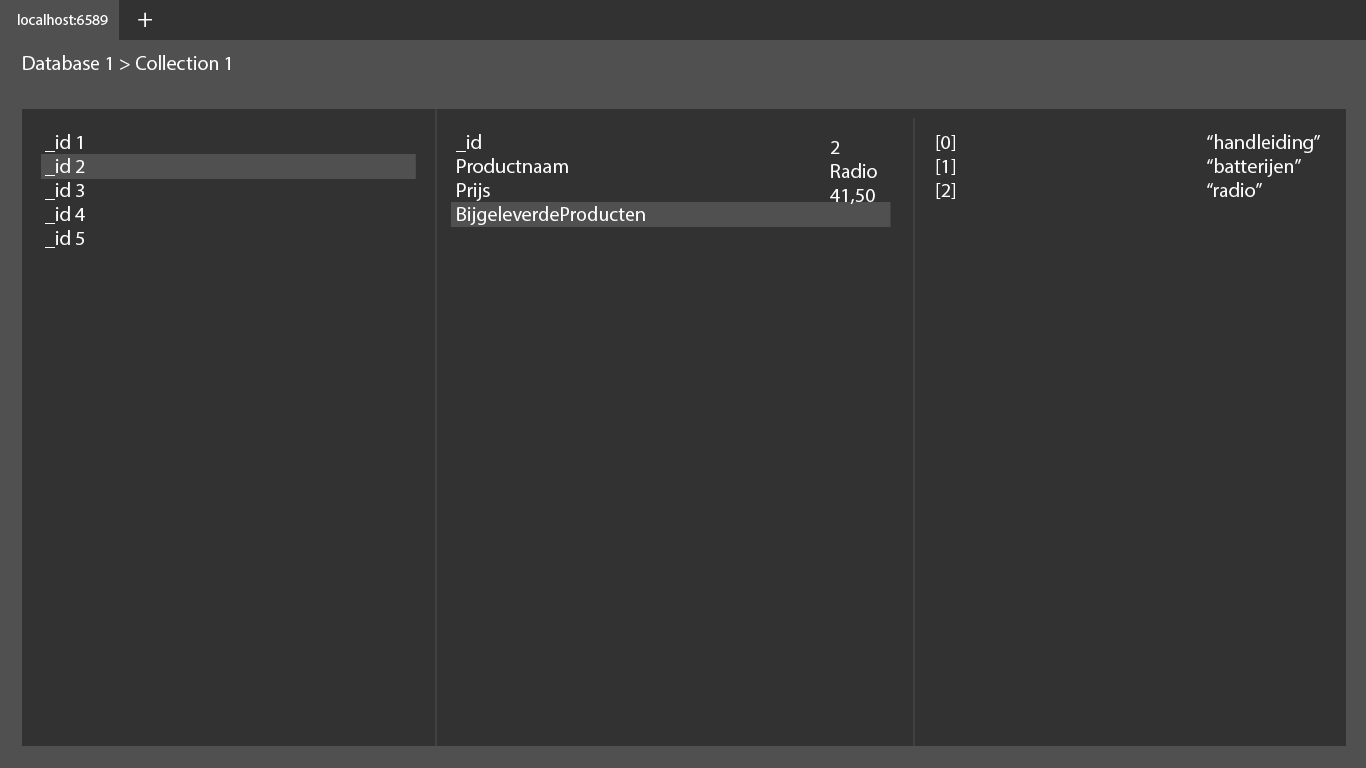 localhost:6589 +
Database 1 > Collection 1
_id 1
_id 2
_id 3
_id 4
_id 5
_id 2
Productnaam Radio
Prijs 41,50
BijgeleverdeProducten
[0] “handleiding”
[1] “batterijen”
[2] “radio”